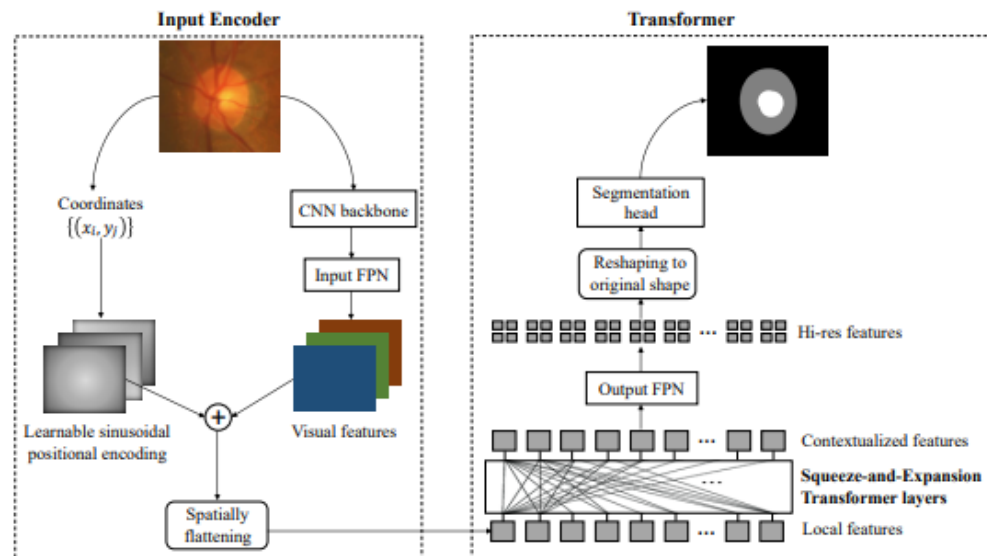 Input Encoder
Transformer
Coordinates
{(xᵢ, yⱼ)}
CNN backbone
Input FPN
Learnable sinusoidal
positional encoding
Visual features
+
Spatially
flattening
Segmentation
head
Reshaping to
original shape
...
Hi-res features
Output FPN
...
Contextualized features
...
Squeeze-and-Expansion
Transformer layers
...
Local features